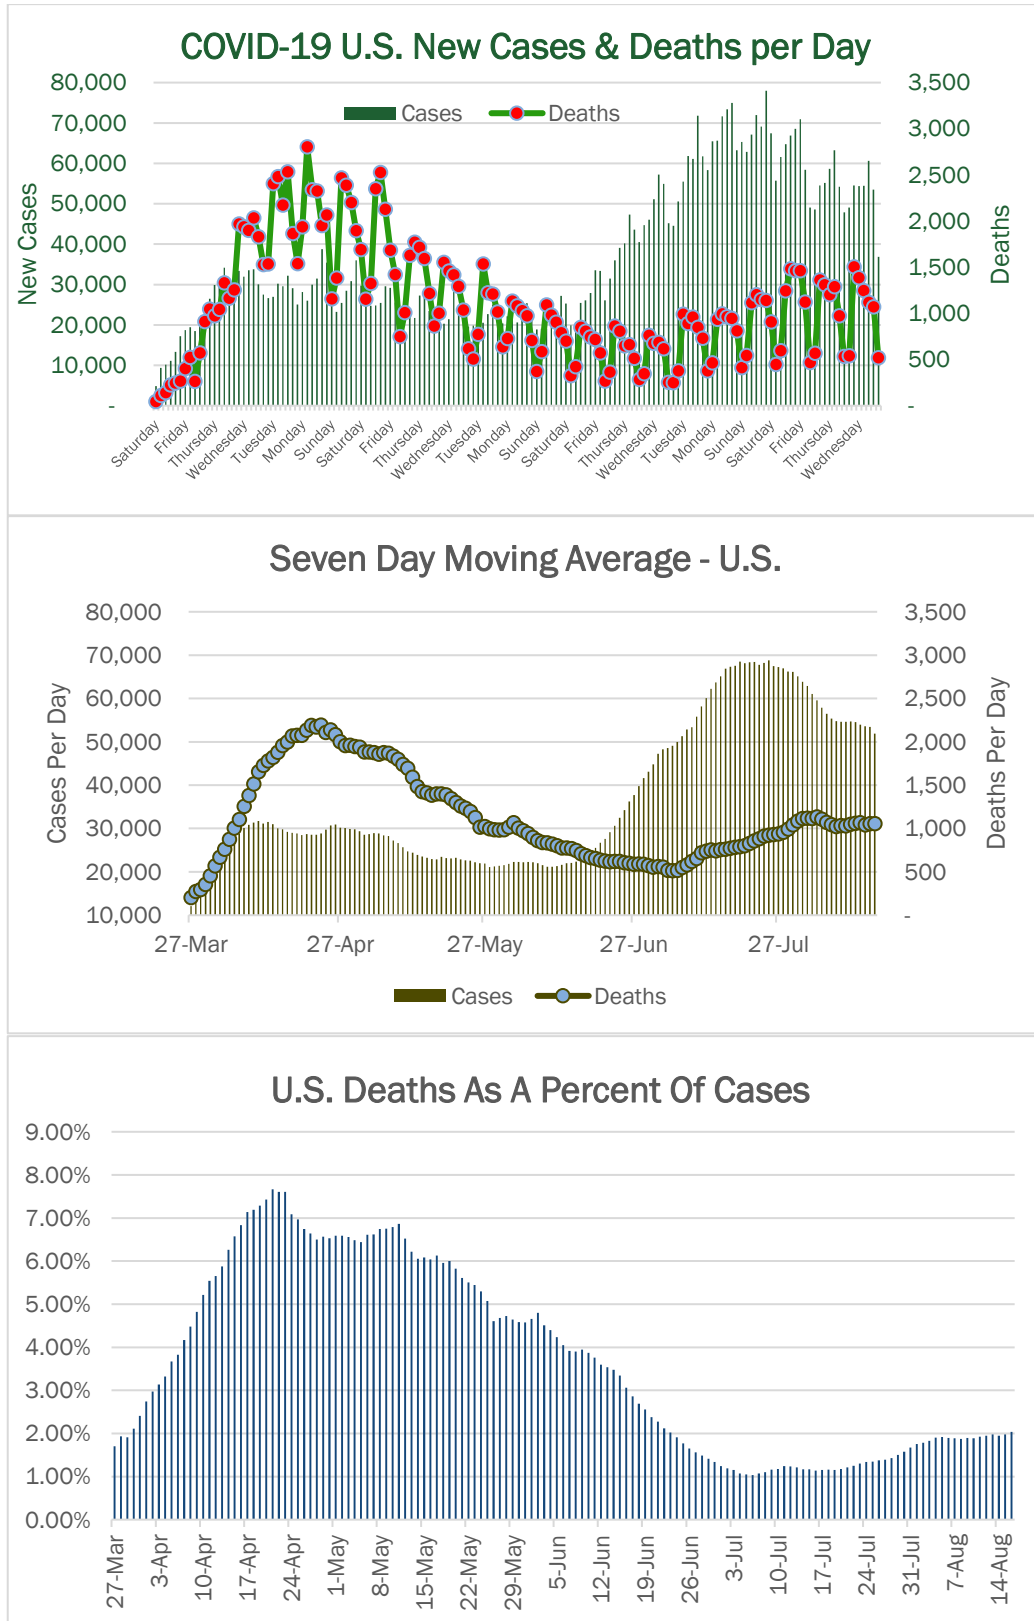 COVID-19 U.S. New Cases & Deaths per Day
80,000
70,000
60,000
50,000
40,000
30,000
20,000
10,000
-
New Cases
Cases Deaths
3,500
3,000
2,500
2,000
1,500
1,000
500
-
Deaths
Saturday
Friday
Thursday
Wednesday
Tuesday
Monday
Sunday
Saturday
Friday
Thursday
Wednesday
Tuesday
Monday
Sunday
Saturday
Friday
Thursday
Wednesday
Tuesday
Monday
Sunday
Saturday
Friday
Thursday
Wednesday
Seven Day Moving Average - U.S.
80,000
70,000
60,000
50,000
40,000
30,000
20,000
10,000
Cases Per Day
3,500
3,000
2,500
2,000
1,500
1,000
500
-
Deaths Per Day
27-Mar 27-Apr 27-May 27-Jun 27-Jul
Cases Deaths
U.S. Deaths As A Percent Of Cases
9.00%
8.00%
7.00%
6.00%
5.00%
4.00%
3.00%
2.00%
1.00%
0.00%
27-Mar
3-Apr
10-Apr
17-Apr
24-Apr
1-May
8-May
15-May
22-May
29-May
5-Jun
12-Jun
19-Jun
26-Jun
3-Jul
10-Jul
17-Jul
24-Jul
31-Jul
7-Aug
14-Aug